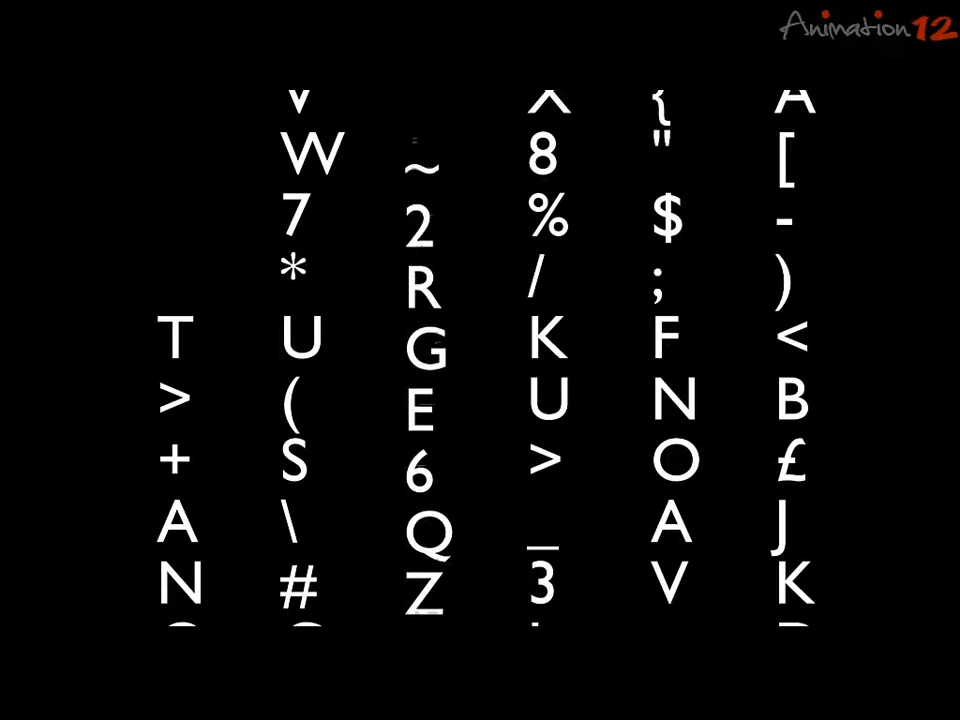 Animation12
V X { A
W ~ 8 " [
7 2 % $ -
* R / ; )
T U G K F <
> ( E U N B
+ S 6 > O £
A \ Q _ A J
N # Z 3 V K